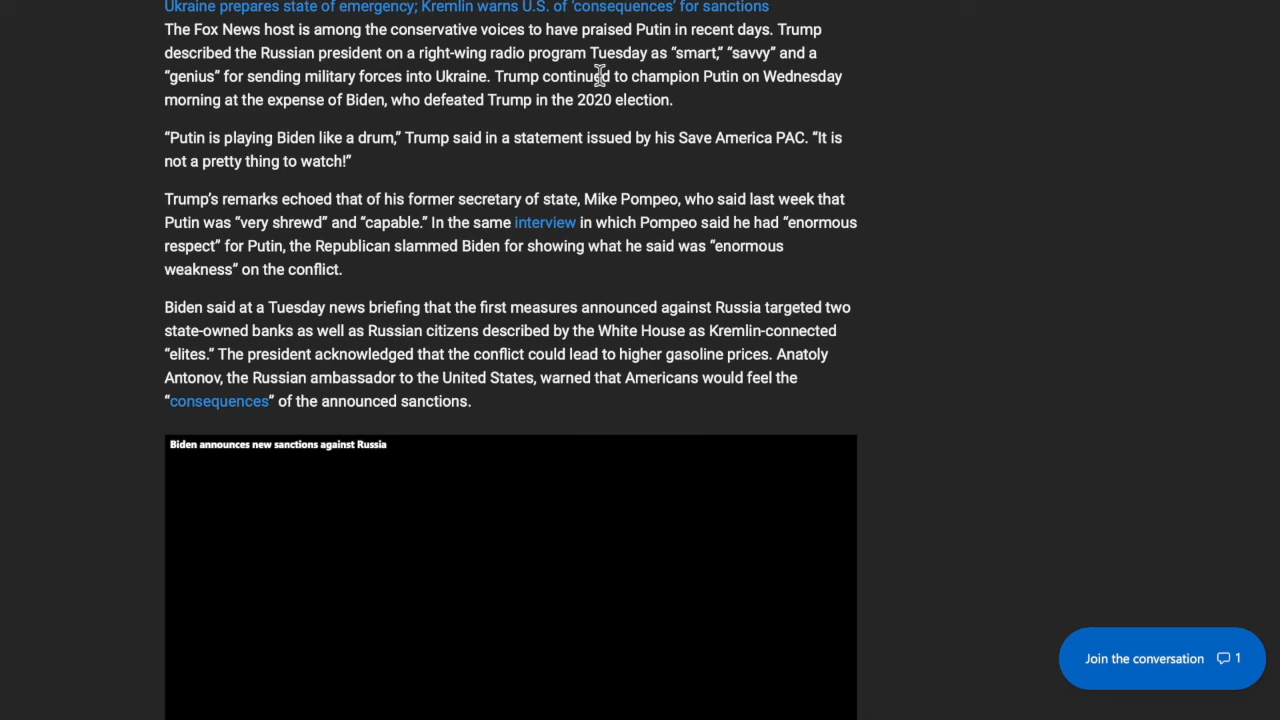 Ukraine prepares state of emergency; Kremlin warns U.S. of ‘consequences’ for sanctions
The Fox News host is among the conservative voices to have praised Putin in recent days. Trump
described the Russian president on a right-wing radio program Tuesday as “smart,” “savvy” and a
“genius” for sending military forces into Ukraine. Trump continued to champion Putin on Wednesday
morning at the expense of Biden, who defeated Trump in the 2020 election.
“Putin is playing Biden like a drum,” Trump said in a statement issued by his Save America PAC. “It is
not a pretty thing to watch!”
Trump’s remarks echoed that of his former secretary of state, Mike Pompeo, who said last week that
Putin was “very shrewd” and “capable.” In the same interview in which Pompeo said he had “enormous
respect” for Putin, the Republican slammed Biden for showing what he said was “enormous
weakness” on the conflict.
Biden said at a Tuesday news briefing that the first measures announced against Russia targeted two
state-owned banks as well as Russian citizens described by the White House as Kremlin-connected
“elites.” The president acknowledged that the conflict could lead to higher gasoline prices. Anatoly
Antonov, the Russian ambassador to the United States, warned that Americans would feel the
“consequences” of the announced sanctions.
Biden announces new sanctions against Russia
Join the conversation 1